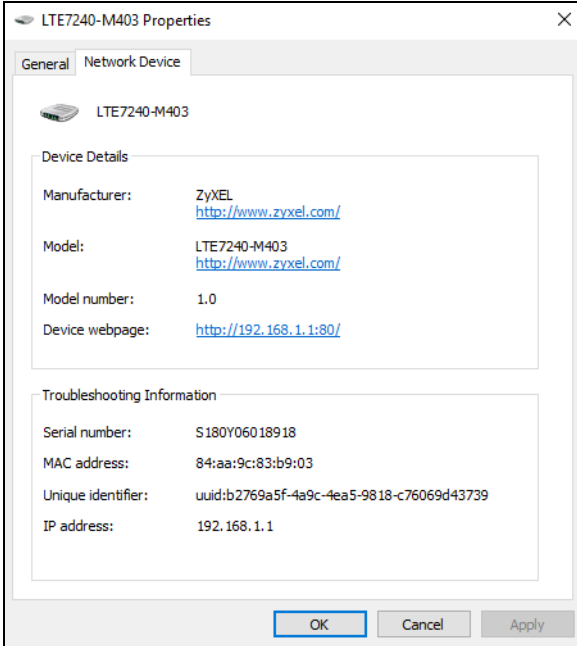 LTE7240-M403 Properties
General
Network Device
LTE7240-M403
Device Details
Manufacturer: ZyXEL
http://www.zyxel.com/
Model: LTE7240-M403
http://www.zyxel.com/
Model number: 1.0
Device webpage: http://192.168.1.1:80/
Troubleshooting Information
Serial number: S180Y06018918
MAC address: 84:aa:9c:83:b9:03
Unique identifier: uuid:b2769a5f-4a9c-4ea5-9818-c76069d43739
IP address: 192.168.1.1
OK
Cancel
Apply